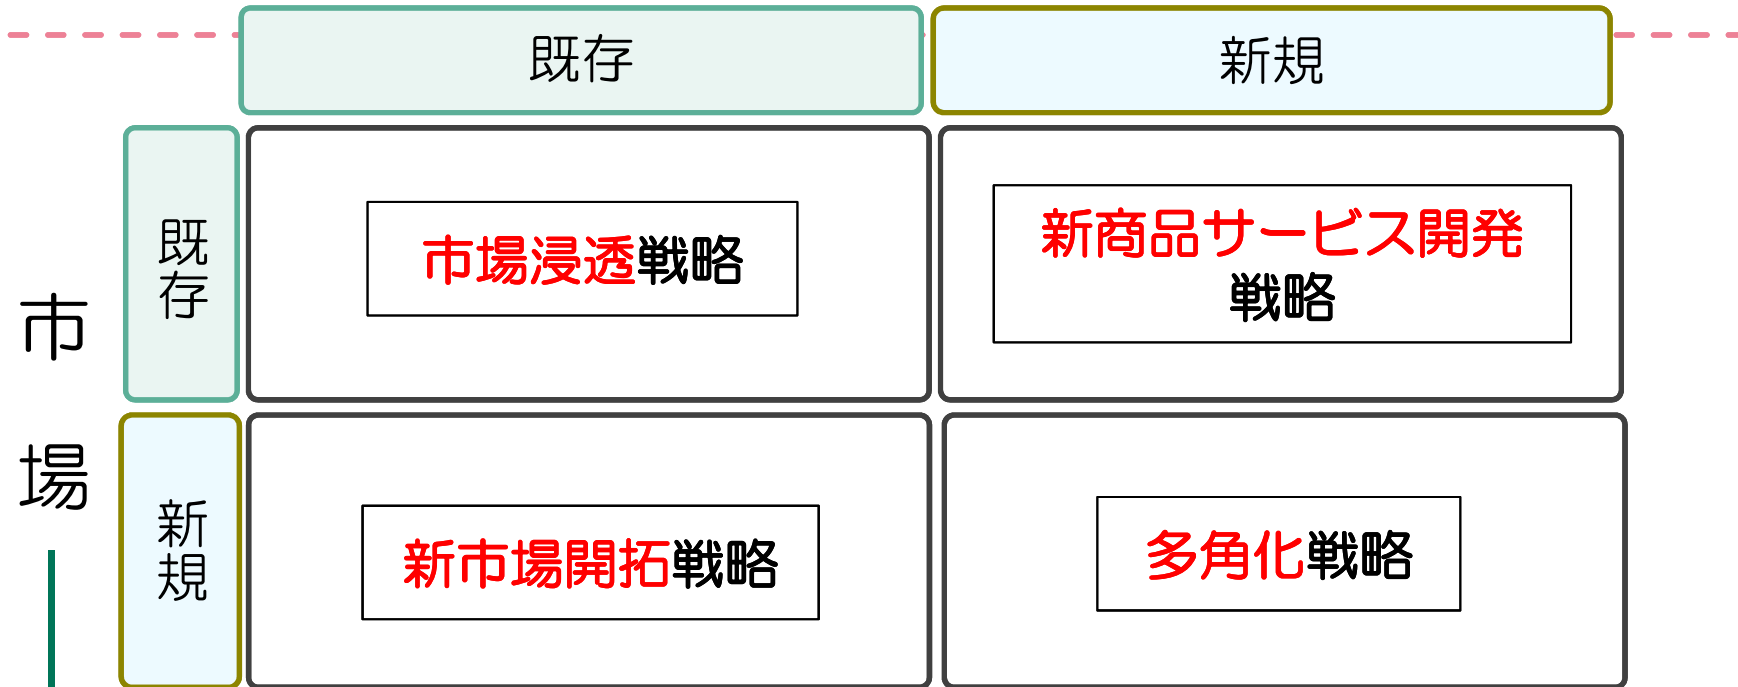 既存
新規
市場
既存
市場浸透戦略
新商品サービス開発
戦略
新規
新市場開拓戦略
多角化戦略